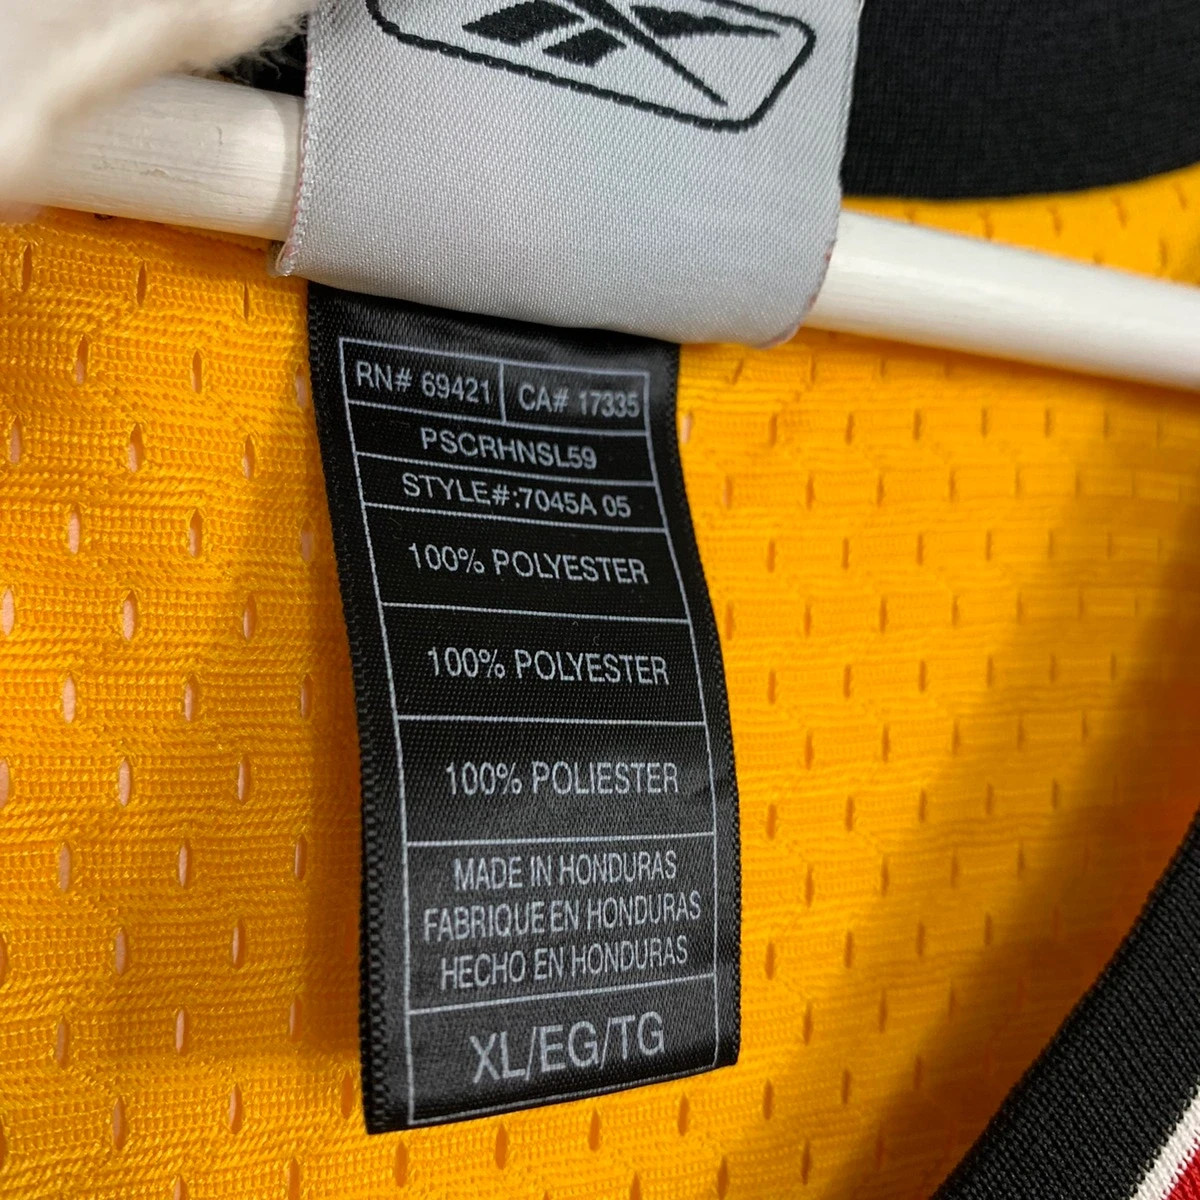 RN# 69421 CA# 17335
PSCRHNSL59
STYLE#:7045A 05
100% POLYESTER
100% POLYESTER
100% POLIESTER
MADE IN HONDURAS
FABRIQUE EN HONDURAS
HECHO EN HONDURAS
XL/EG/TG